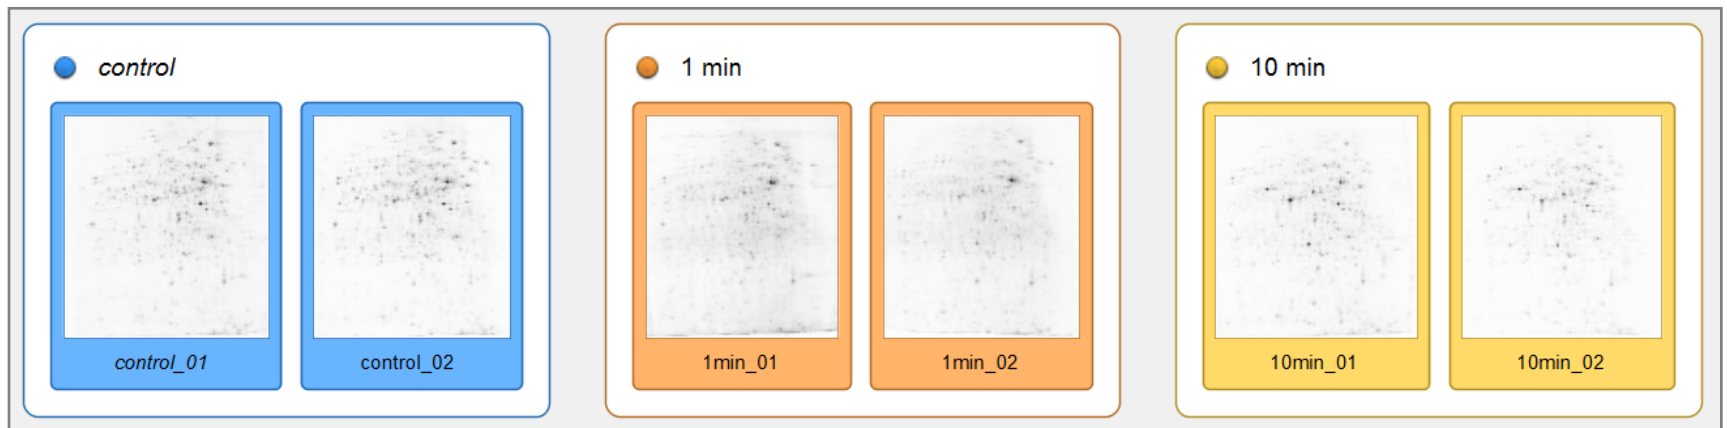 control
1 min
10 min
control_01
control_02
1min_01
1min_02
10min_01
10min_02